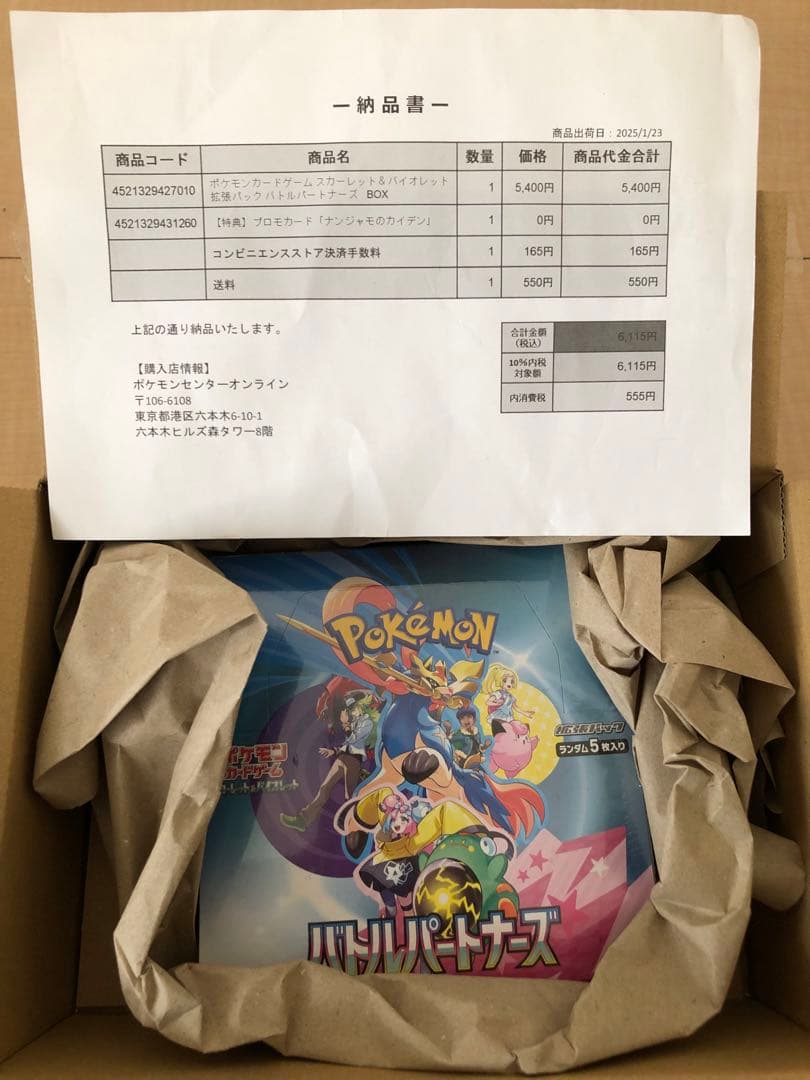 ー 納 品 書 ー
商品出荷日：2025/1/23
商品コード 商品名 数量 価格 商品代金合計
4521329427010 ポケモンカードゲーム スカーレット＆バイオレット 拡張パック バトルパートナーズ BOX 1 5,400円 5,400円
4521329431260 【特典】プロモカード「ナンジャモのカイデン」 1 0円 0円
コンビニエンスストア決済手数料 1 165円 165円
送料 1 550円 550円
上記の通り納品いたします。
合計金額（税込） 6,115円
10%内税対象額 6,115円
内消費税 555円
【購入店情報】
ポケモンセンターオンライン
〒106-6108
東京都港区六本木6-10-1
六本木ヒルズ森タワー8階
POKéMON
TM
拡張パック
ランダム5枚入り
ポケモン
カードゲーム
スカーレット&バイオレット
バトルパートナーズ